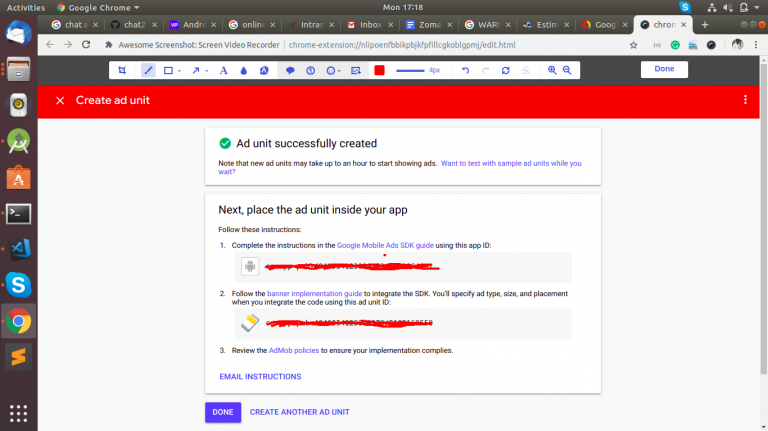 Activities
Google Chrome
Mon 17:18
chat a
chat2
Andro
online
Intran
Inbox
Zoma
WARN
Estim
Goog
chron
Awesome Screenshot: Screen Video Recorder | chrome-extension://nlipoenfbbikpbjkfpfillcgkoblgpmj/edit.html
4px
Done
Create ad unit
Ad unit successfully created
Note that new ad units may take up to an hour to start showing ads. Want to test with sample ad units while you
wait?
Next, place the ad unit inside your app
Follow these instructions:
1. Complete the instructions in the Google Mobile Ads SDK guide using this app ID:
2. Follow the banner implementation guide to integrate the SDK. You'll specify ad type, size, and placement
when you integrate the code using this ad unit ID:
3. Review the AdMob policies to ensure your implementation complies.
EMAIL INSTRUCTIONS
DONE
CREATE ANOTHER AD UNIT